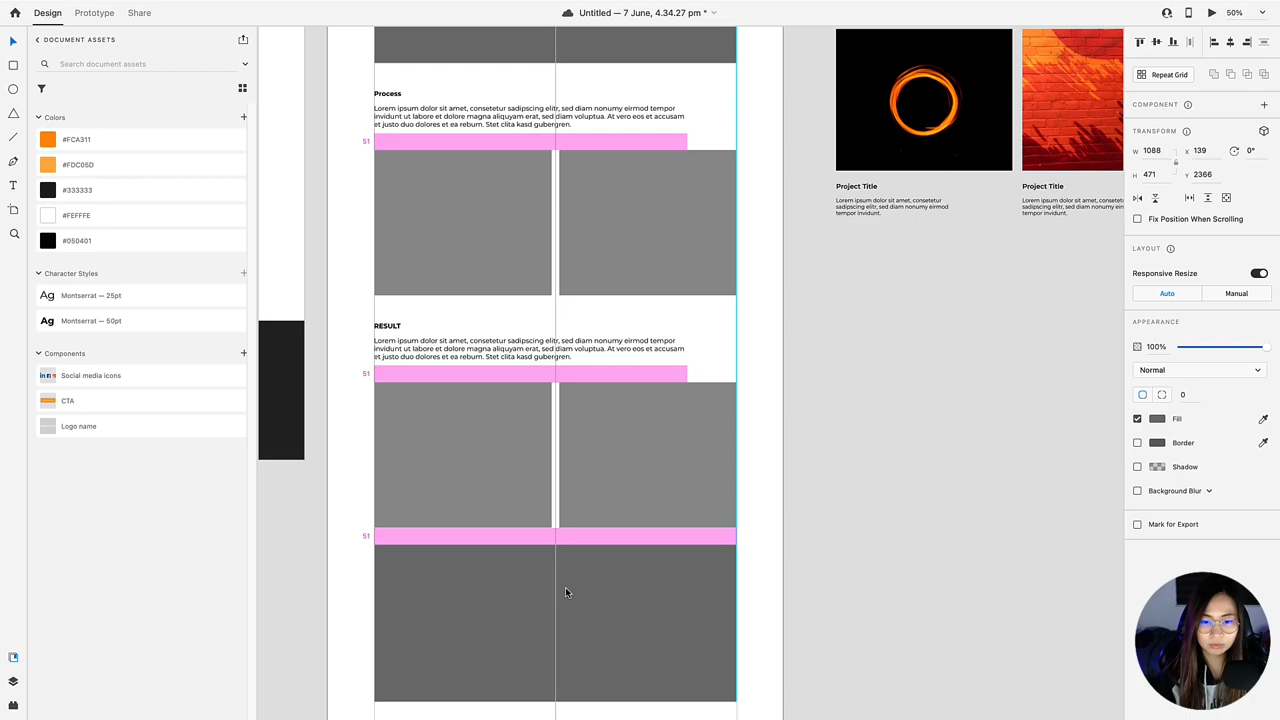 Design
Prototype
Share
Untitled — 7 June, 4.34.27 pm *
50%
DOCUMENT ASSETS
Search document assets
Colors
#FCA311
#FDC05D
#333333
#FEFFFE
#050401
Character Styles
Ag Montserrat — 25pt
Ag Montserrat — 50pt
Components
Social media icons
CTA
Logo name
Process
Lorem ipsum dolor sit amet, consetetur sadipscing elitr, sed diam nonumy eirmod tempor
invidunt ut labore et dolore magna aliquyam erat, sed diam voluptua. At vero eos et accusam
et justo duo dolores et ea rebum. Stet clita kasd gubergren.
51
RESULT
Lorem ipsum dolor sit amet, consetetur sadipscing elitr, sed diam nonumy eirmod tempor
invidunt ut labore et dolore magna aliquyam erat, sed diam voluptua. At vero eos et accusam
et justo duo dolores et ea rebum. Stet clita kasd gubergren.
51
51
Project Title
Lorem ipsum dolor sit amet, consetetur
sadipscing elitr, sed diam nonumy eirmod
tempor invidunt.
Project Title
Lorem ipsum dolor sit amet,
sadipscing elitr, sed diam nonumy
tempor invidunt.
Repeat Grid
COMPONENT
TRANSFORM
W 1088 X 139 0°
H 471 Y 2366
Fix Position When Scrolling
LAYOUT
Responsive Resize
Auto Manual
APPEARANCE
100%
Normal
0
Fill
Border
Shadow
Background Blur
Mark for Export